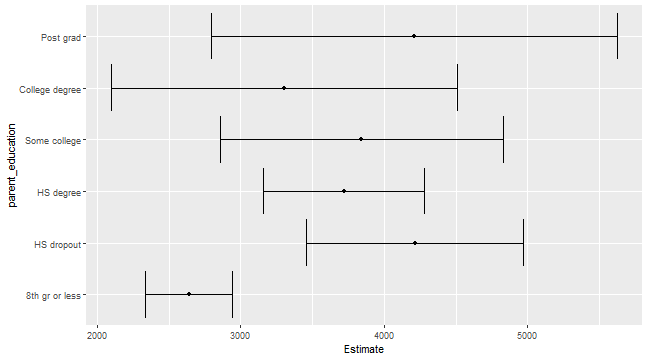 Post grad
College degree
Some college
HS degree
HS dropout
8th gr or less
parent_education
2000 3000 4000 5000
Estimate